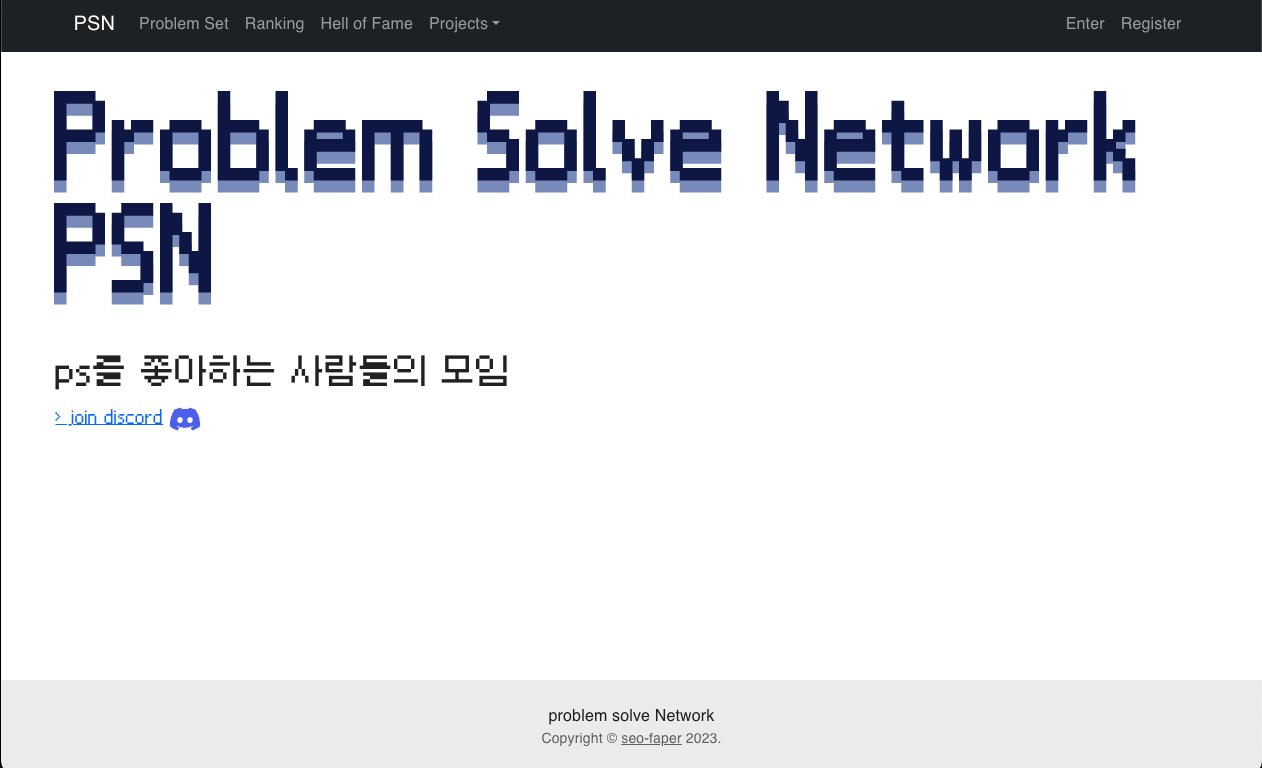 PSN Problem Set Ranking Hell of Fame Projects Enter Register
Problem Solve Network
PSN
ps를 좋아하는 사람들의 모임
> join discord
problem solve Network
Copyright © seo-faper 2023.